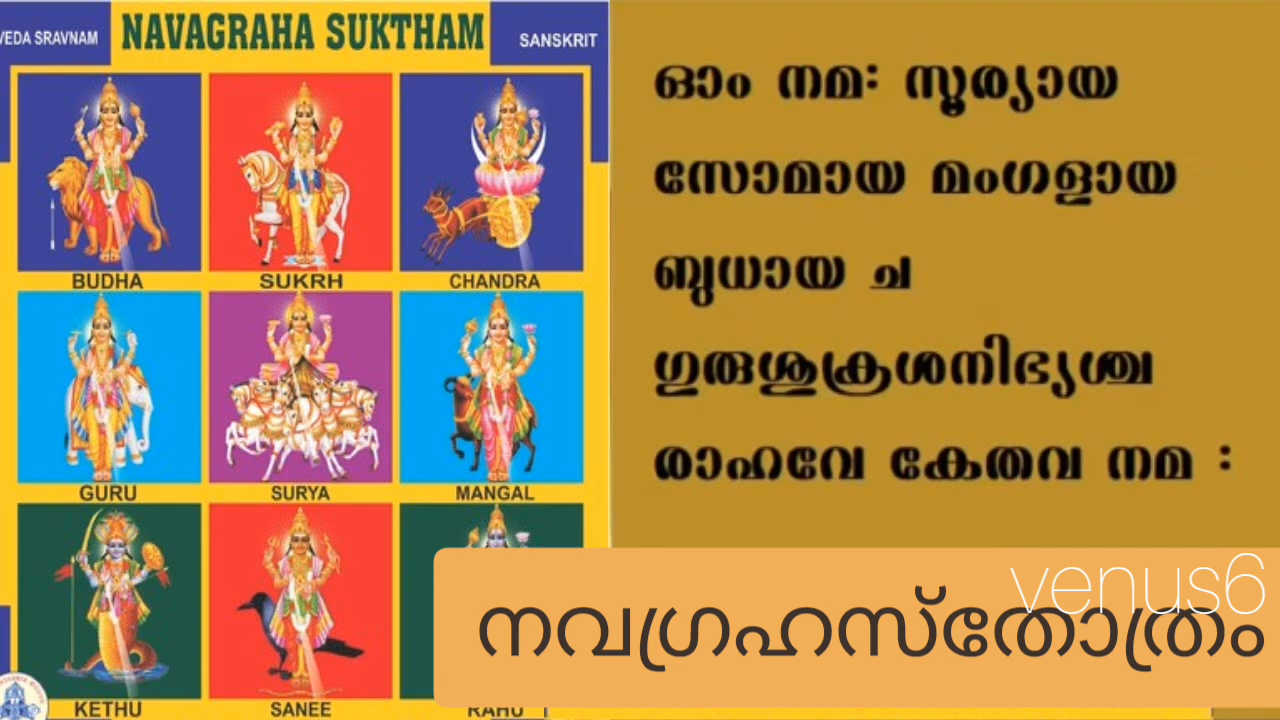 VEDA SRAVNAM
NAVAGRAHA SUKTHAM
SANSKRIT
BUDHA
SUKRH
CHANDRA
GURU
SURYA
MANGAL
KETHU
SANEE
RAHU
ഓം നമഃ സൂര്യായ
സോമായ മംഗളായ
ബുധായ ച
ഗുരുശുക്രശനിഭ്യശ്ച
രാഹവേ കേതവ നമ :
venus6
നവഗ്രഹസ്തോത്രം